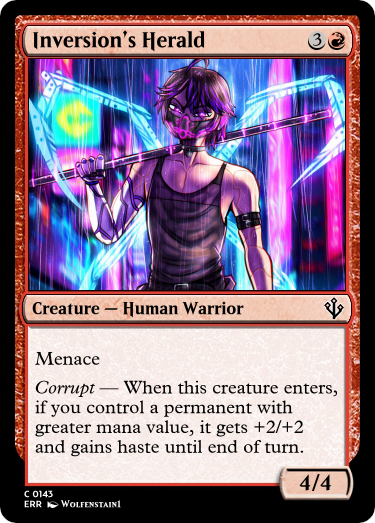 Inversion's Herald 3
Creature — Human Warrior
Menace
Corrupt — When this creature enters,
if you control a permanent with
greater mana value, it gets +2/+2
and gains haste until end of turn.
4/4
C 0143
ERR Wolfenstain1